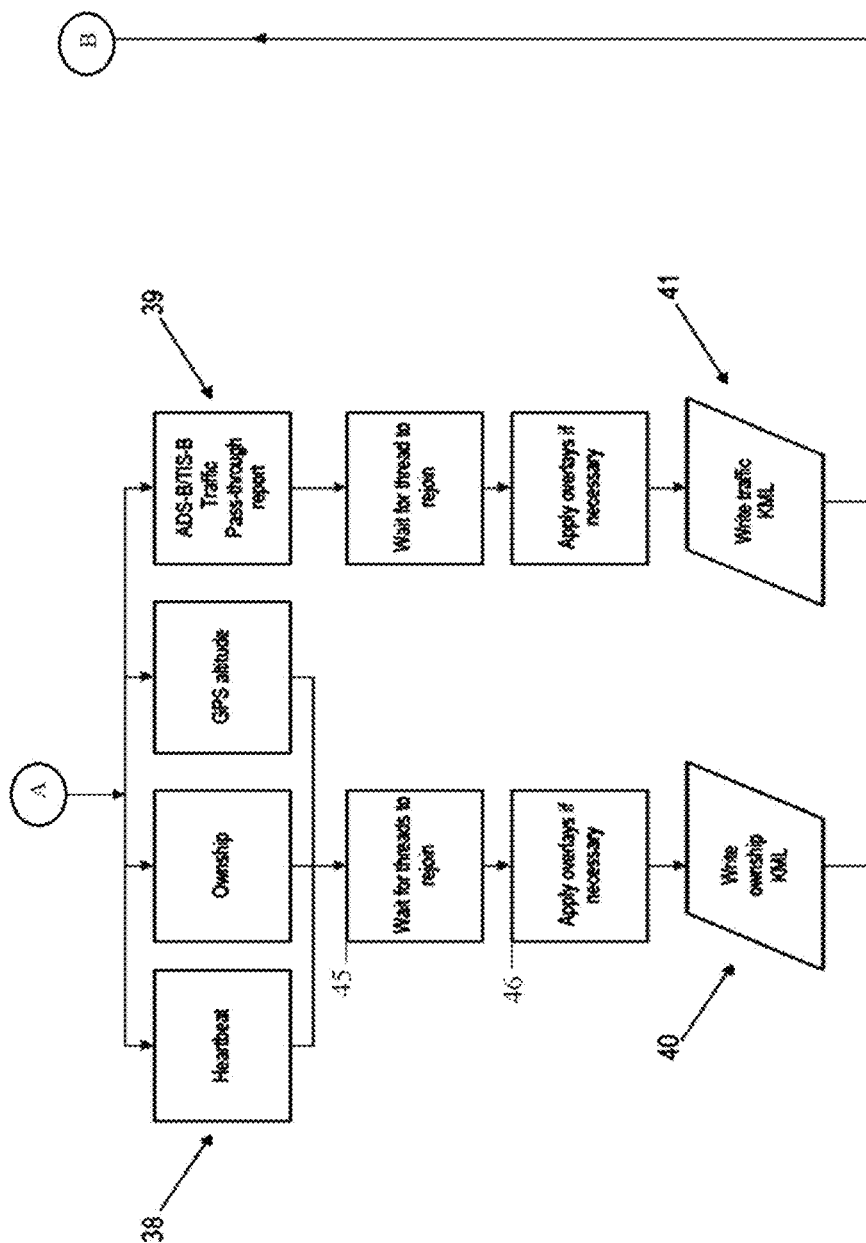 A
B
38
Heartbeat
Ownship
GPS altitude
ADS-B/TIS-B
Traffic
Pass-through
report
39
45
Wait for threads to
rejoin
Wait for thread to
rejoin
46
Apply overlays if
necessary
Apply overlays if
necessary
40
Write
ownship
KML
Write traffic
KML
41